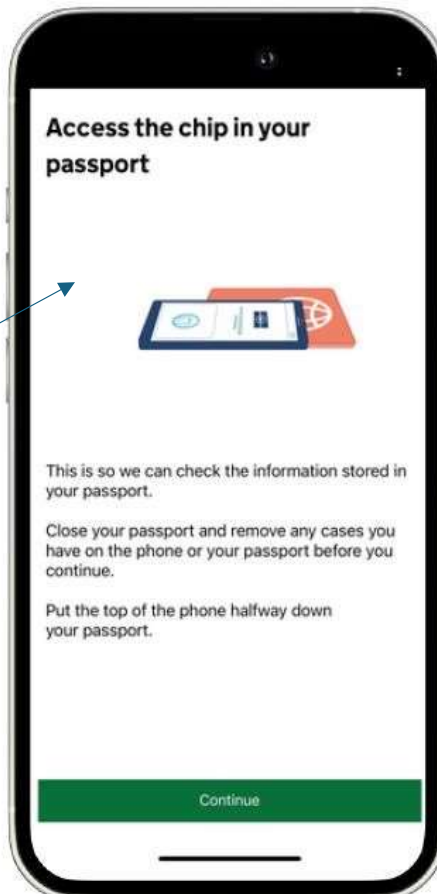 Access the chip in your
passport
This is so we can check the information stored in
your passport.
Close your passport and remove any cases you
have on the phone or your passport before you
continue.
Put the top of the phone halfway down
your passport.
Continue